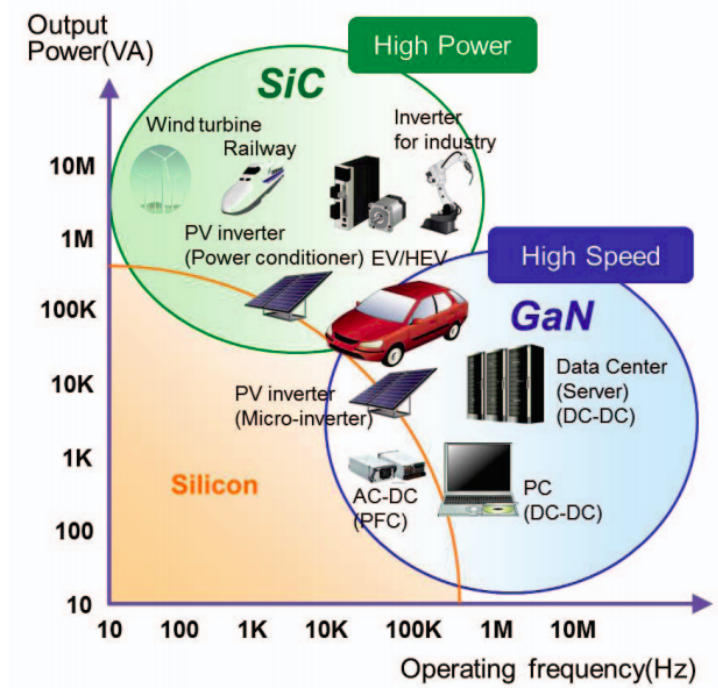 Output
Power(VA)
High Power
SiC
Wind turbine
Railway
Inverter
for industry
10M
1M
PV inverter
(Power conditioner)
EV/HEV
High Speed
100K
GaN
10K
PV inverter
(Micro-inverter)
Data Center
(Server)
(DC-DC)
1K
Silicon
AC-DC
(PFC)
PC
(DC-DC)
100
10
10 100 1K 10K 100K 1M 10M
Operating frequency(Hz)